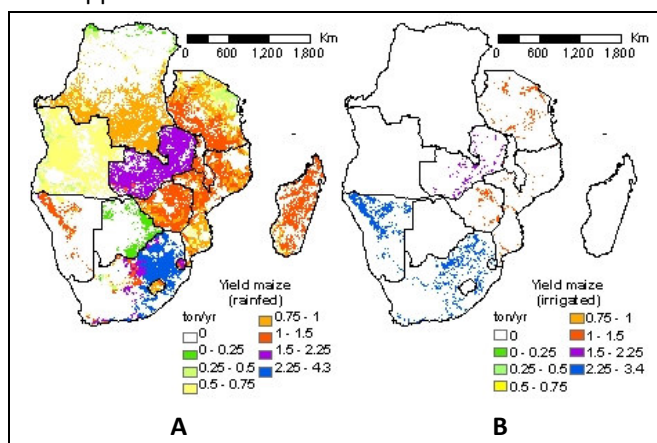 Km
0 600 1,200 1,800
Km
0 600 1,200 1,800
Yield maize
(rainfed)
ton/yr
0
0 - 0.25
0.25 - 0.5
0.5 - 0.75
0.75 - 1
1 - 1.5
1.5 - 2.25
2.25 - 4.3
Yield maize
(irrigated)
ton/yr
0
0 - 0.25
0.25 - 0.5
0.5 - 0.75
0.75 - 1
1 - 1.5
1.5 - 2.25
2.25 - 3.4
A
B